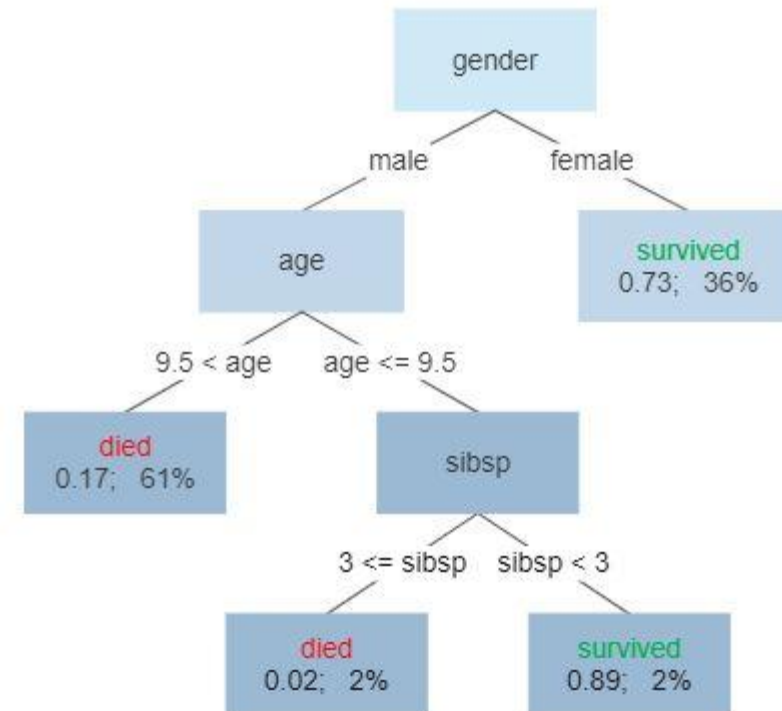 gender
male
female
age
survived
0.73; 36%
9.5 < age
age <= 9.5
died
0.17; 61%
sibsp
3 <= sibsp
sibsp < 3
died
0.02; 2%
survived
0.89; 2%